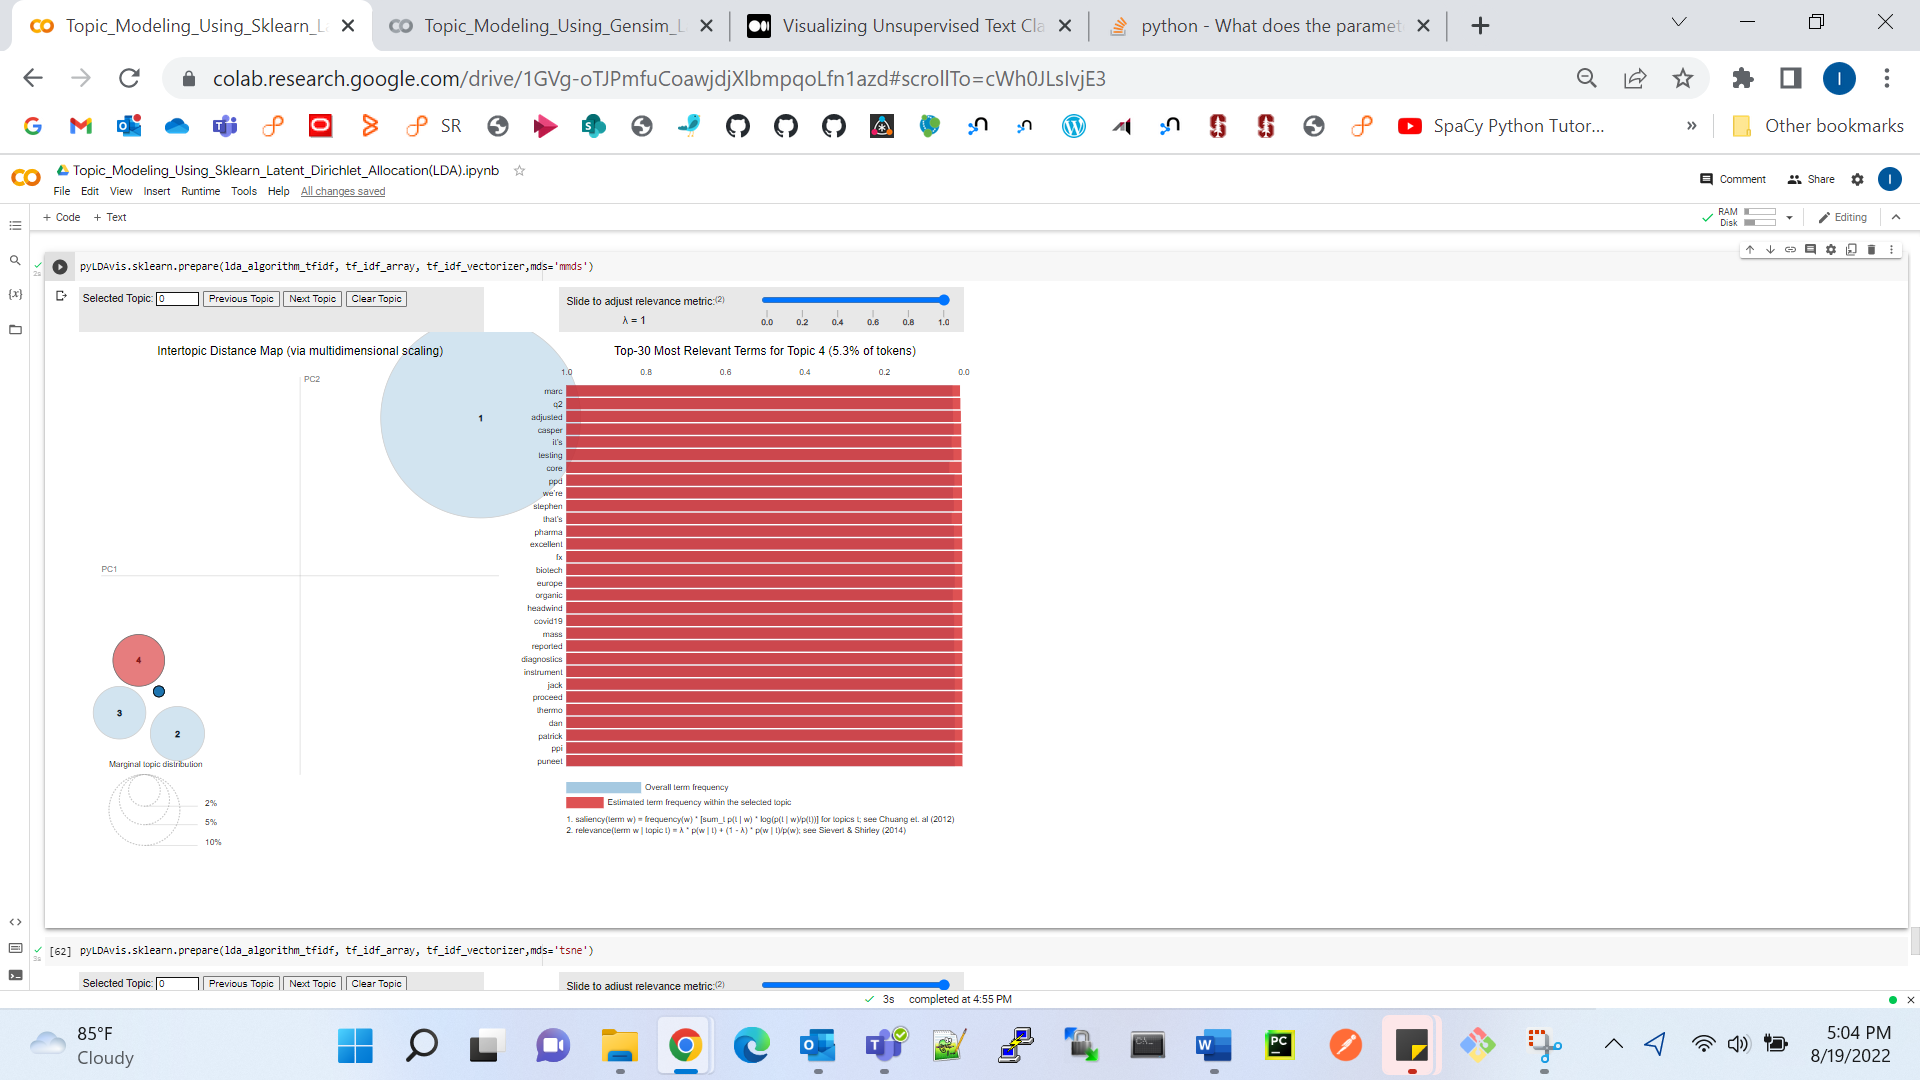 Topic_Modeling_Using_Sklearn_L
Topic_Modeling_Using_Gensim_L
Visualizing Unsupervised Text Cla
python - What does the paramet
colab.research.google.com/drive/1GVg-oTJPmfuCoawjdjXlbmpqoLfn1azd#scrollTo=cWh0JLsIvjE3
SR
SpaCy Python Tutor...
»
Other bookmarks
Topic_Modeling_Using_Sklearn_Latent_Dirichlet_Allocation(LDA).ipynb
File Edit View Insert Runtime Tools Help All changes saved
Comment Share
I
+ Code + Text
RAM
Disk
Editing
pyLDAvis.sklearn.prepare(lda_algorithm_tfidf, tf_idf_array, tf_idf_vectorizer,mds='mmds')
3s
Selected Topic: 0 Previous Topic Next Topic Clear Topic
Slide to adjust relevance metric:(2)
λ = 1
0.0 0.2 0.4 0.6 0.8 1.0
Intertopic Distance Map (via multidimensional scaling)
PC2
PC1
1
4
3
2
Marginal topic distribution
2%
5%
10%
Top-30 Most Relevant Terms for Topic 4 (5.3% of tokens)
1.0 0.8 0.6 0.4 0.2 0.0
marc
q2
adjusted
casper
it's
testing
core
ppd
we're
stephen
that's
pharma
excellent
fx
biotech
europe
organic
headwind
covid19
mass
reported
diagnostics
instrument
jack
proceed
thermo
dan
patrick
ppi
puneet
Overall term frequency
Estimated term frequency within the selected topic
1. saliency(term w) = frequency(w) * [sum_t p(t | w) * log(p(t | w)/p(t))] for topics t; see Chuang et. al (2012)
2. relevance(term w | topic t) = λ * p(w | t) + (1 - λ) * p(w | t)/p(w); see Sievert & Shirley (2014)
[62] pyLDAvis.sklearn.prepare(lda_algorithm_tfidf, tf_idf_array, tf_idf_vectorizer,mds='tsne')
3s
Selected Topic: 0 Previous Topic Next Topic Clear Topic
Slide to adjust relevance metric:(2)
3s completed at 4:55 PM
85°F
Cloudy
5:04 PM
8/19/2022